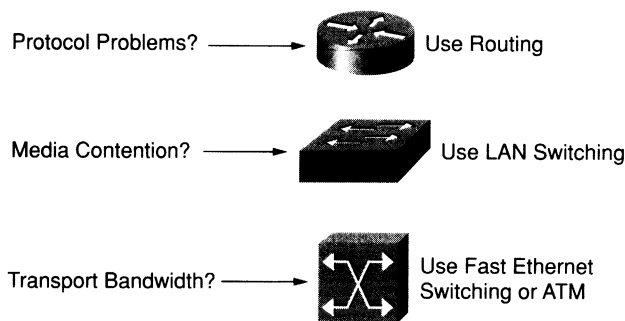 Protocol Problems?
Use Routing
Media Contention?
Use LAN Switching
Transport Bandwidth?
Use Fast Ethernet
Switching or ATM